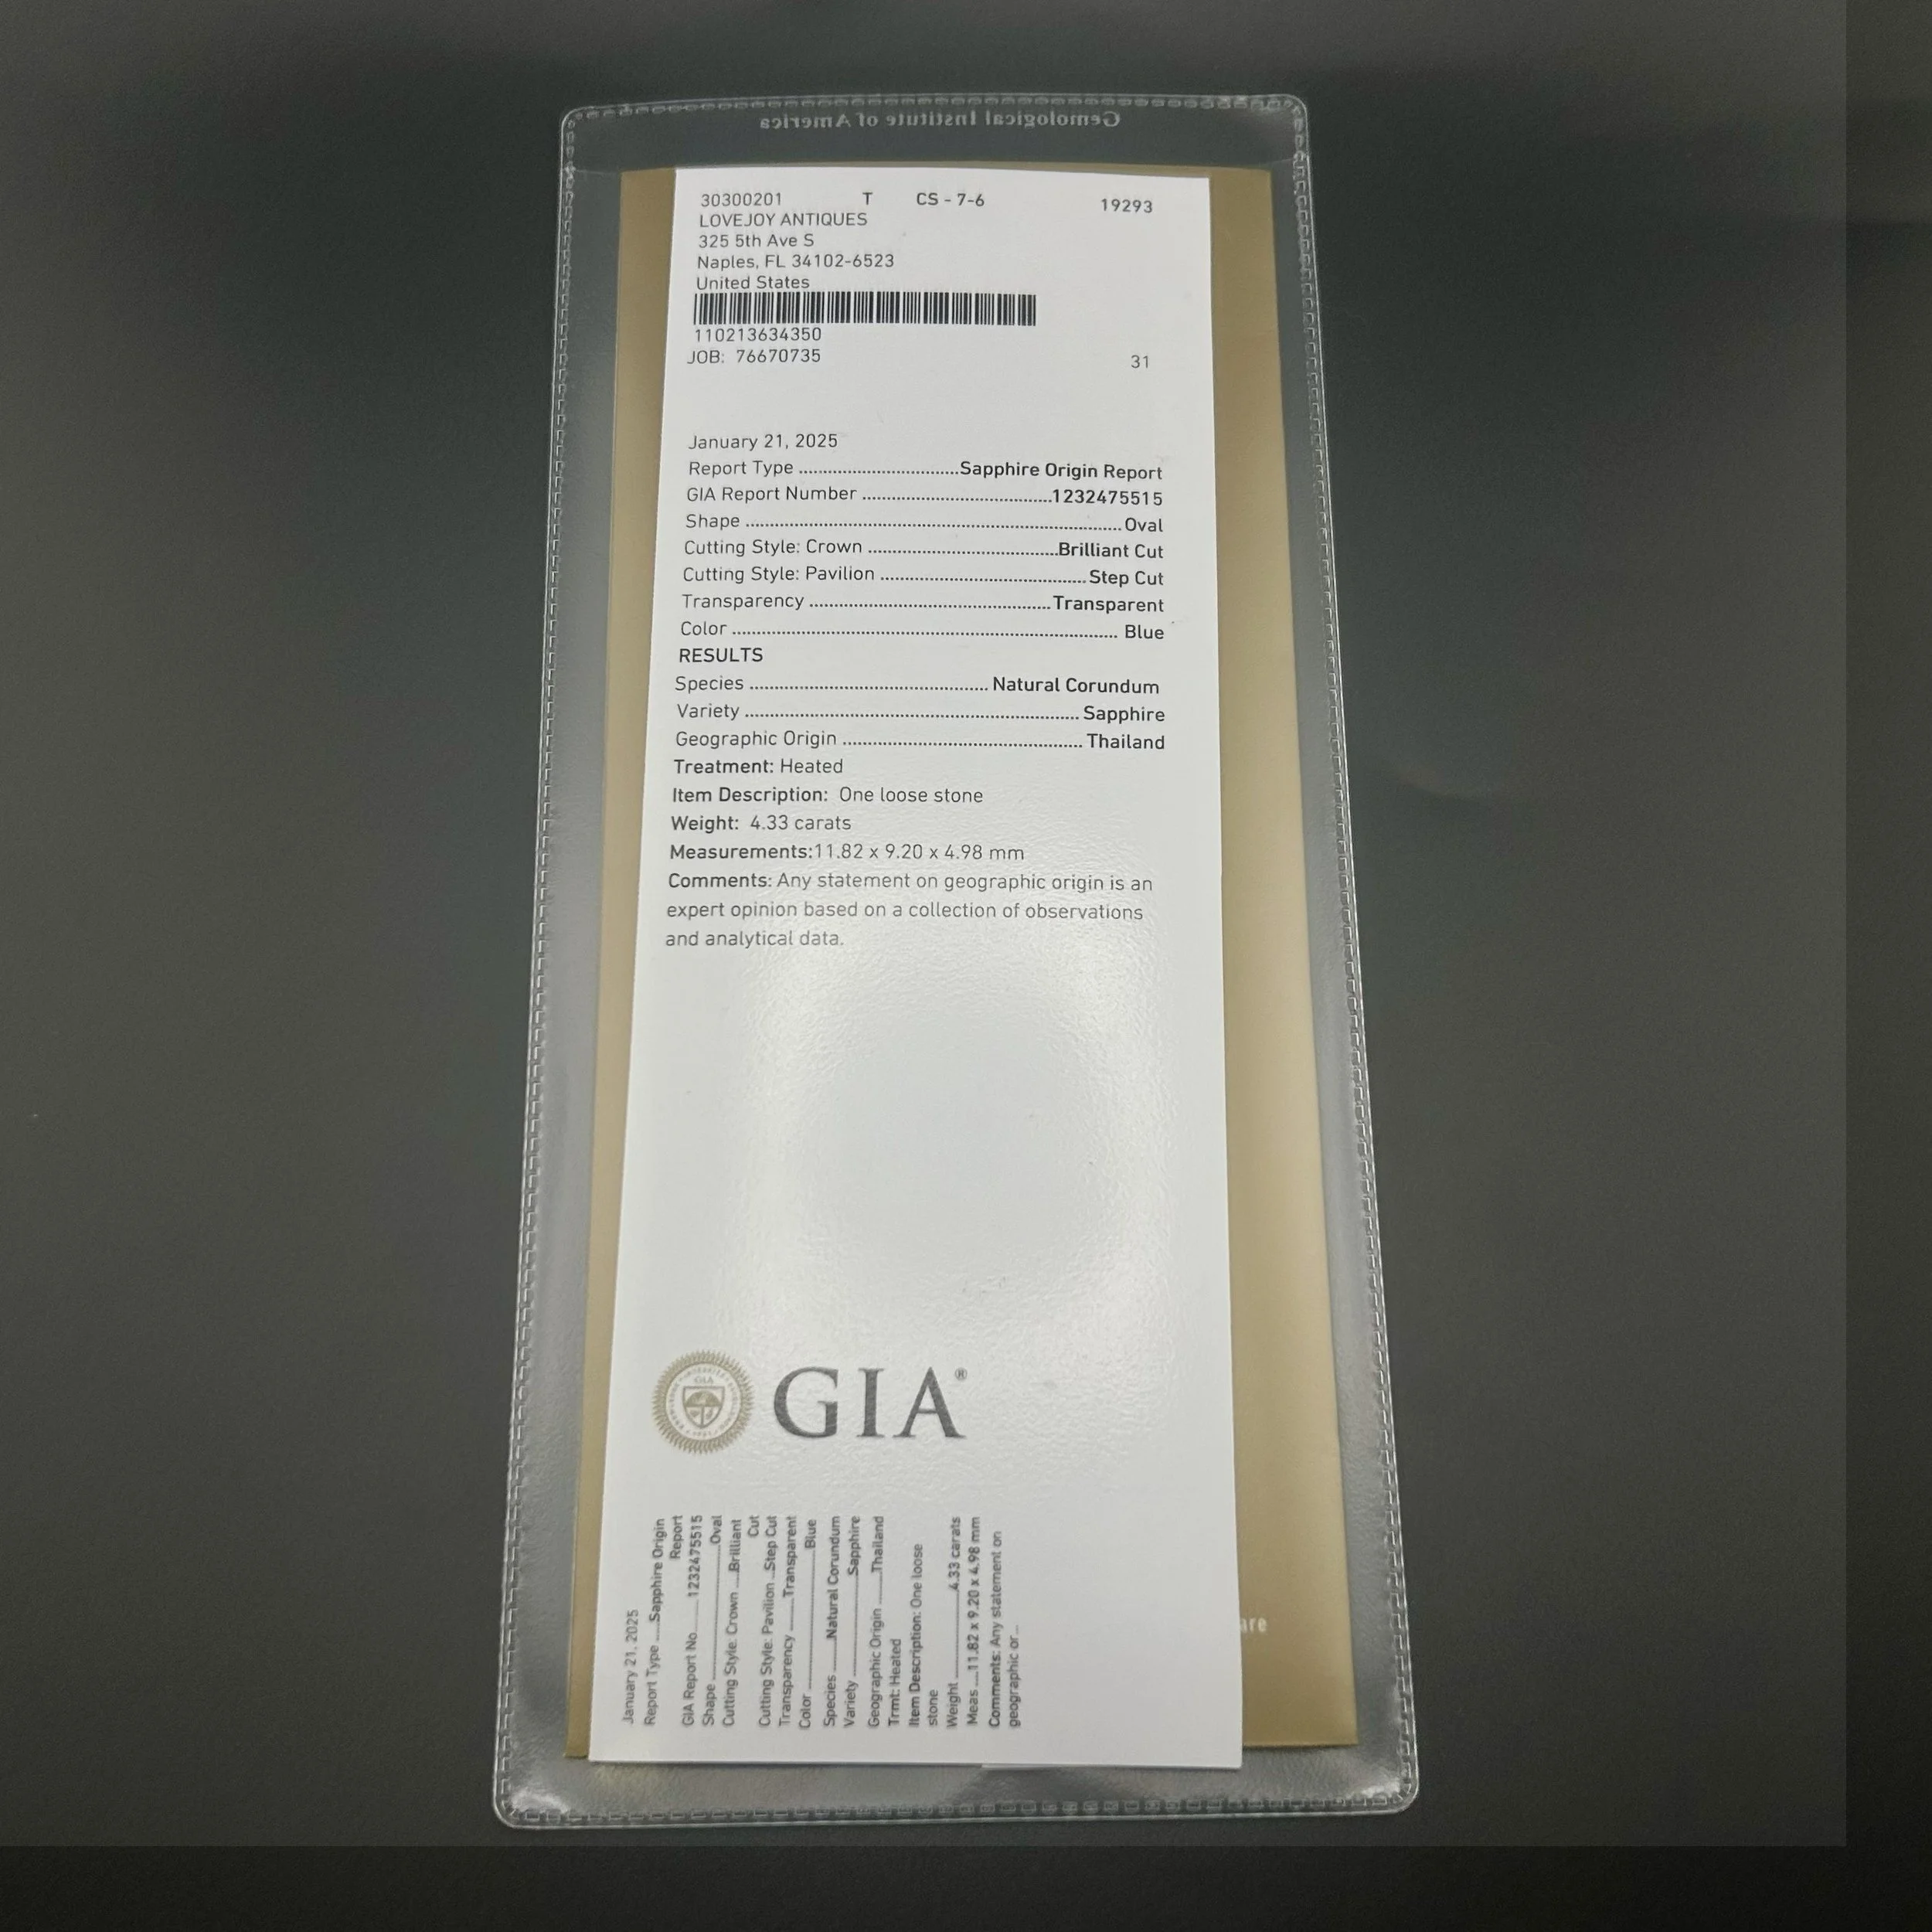 Gemological Institute of America
30300201 T CS - 7-6 19293
LOVEJOY ANTIQUES
325 5th Ave S
Naples, FL 34102-6523
United States
110213634350
JOB: 76670735 31
January 21, 2025
Report Type ................................Sapphire Origin Report
GIA Report Number ......................................1232475515
Shape ............................................................................Oval
Cutting Style: Crown ......................................Brilliant Cut
Cutting Style: Pavilion .........................................Step Cut
Transparency ................................................Transparent
Color ............................................................................. Blue
RESULTS
Species ................................................ Natural Corundum
Variety ................................................................... Sapphire
Geographic Origin ................................................ Thailand
Treatment: Heated
Item Description: One loose stone
Weight: 4.33 carats
Measurements:11.82 x 9.20 x 4.98 mm
Comments: Any statement on geographic origin is an
expert opinion based on a collection of observations
and analytical data.
GIA
GIA®
January 21, 2025
Report Type ....Sapphire Origin
Report
GIA Report No...... 1232475515
Shape ..............................Oval
Cutting Style: Crown ....Brilliant
Cut
Cutting Style: Pavilion ...Step Cut
Transparency .......Transparent
Color ..............................Blue
Species .....Natural Corundum
Variety .........................Sapphire
Geographic Origin .......Thailand
Trmt: Heated
Item Description: One loose
stone
Weight .....................4.33 carats
Meas ....11.82 x 9.20 x 4.98 mm
Comments: Any statement on
geographic or...
are